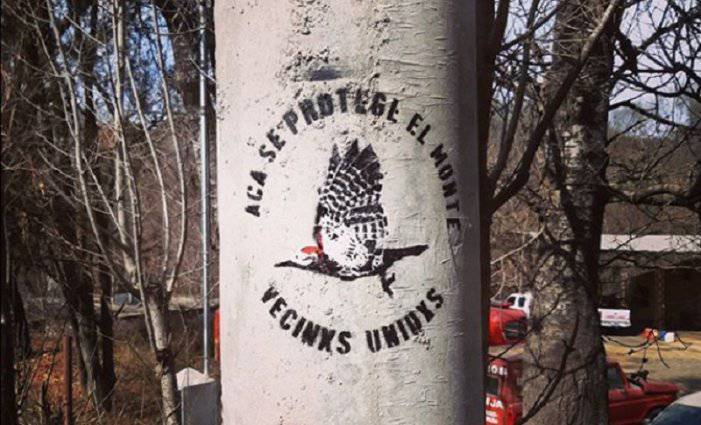 ACA SE PROTEGE EL MONTE
VECINXS UNIDXS